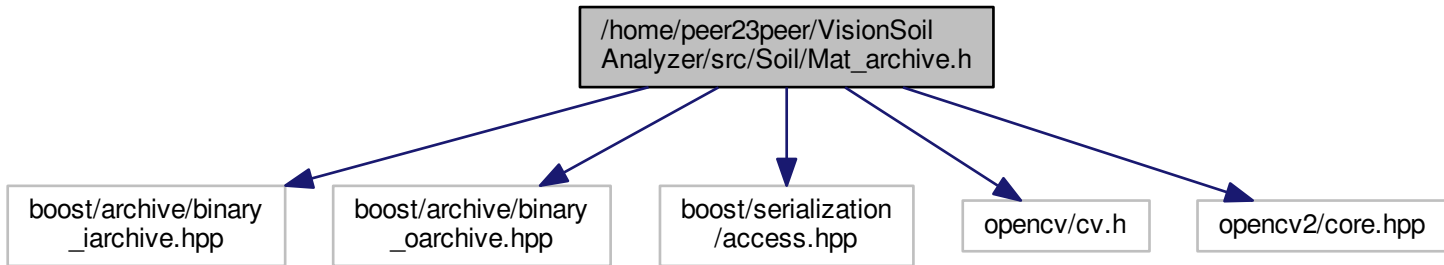 /home/peer23peer/VisionSoil
Analyzer/src/Soil/Mat_archive.h
boost/archive/binary
_iarchive.hpp
boost/archive/binary
_oarchive.hpp
boost/serialization
/access.hpp
opencv/cv.h
opencv2/core.hpp